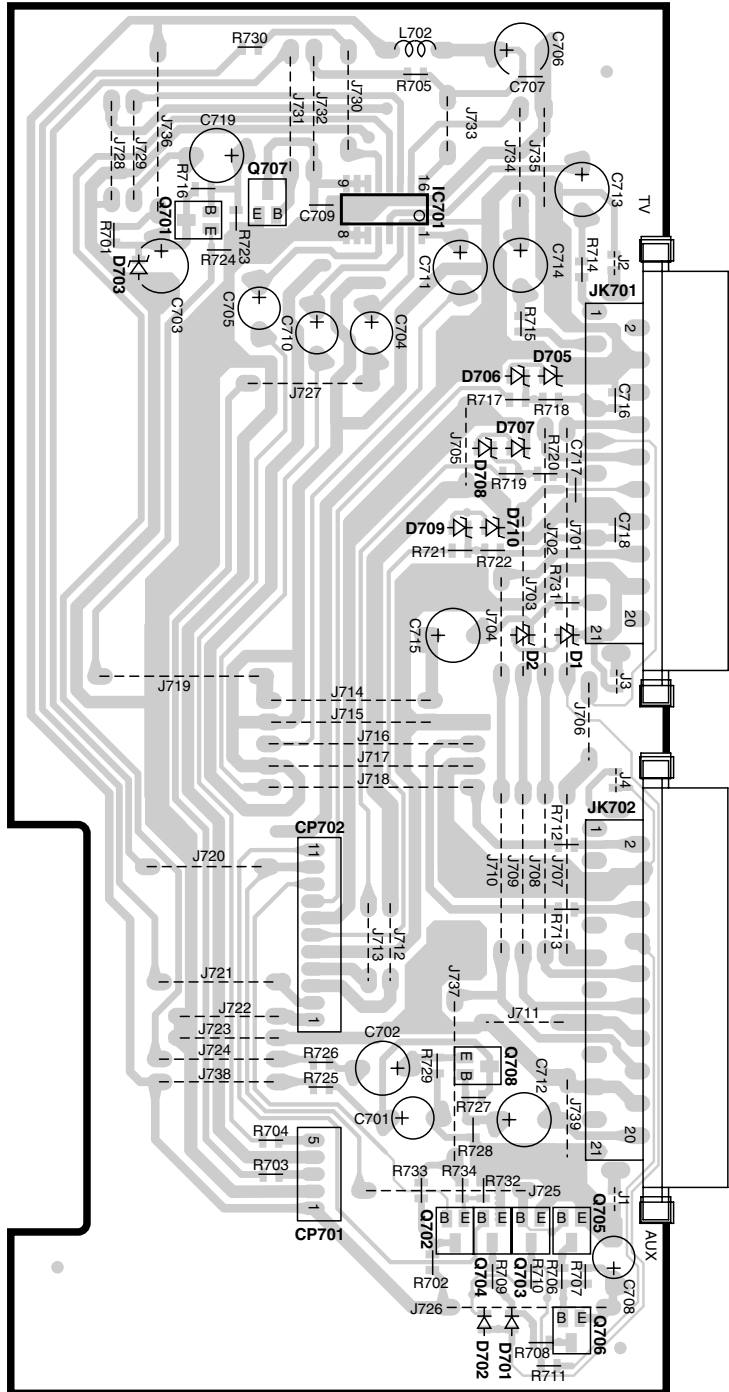 R730
L702
C706
R705
C707
J730
J731
J732
J733
J734
J735
J736
J728
J729
C719
Q707
R716
Q701
B
E
E B
C709
9
16
IC701
8
1
C713
TV
R701
R724
R723
D703
C703
C705
C710
C704
C711
C714
R714
J2
JK701
1
2
R715
J727
D706
D705
R717
R718
C716
D707
J705
D708
R719
R720
C717
D709
D710
R721
R722
J702
J701
C718
J703
R731
J704
C715
D2
D1
20
21
J719
J714
J715
J716
J717
J718
J706
J3
J4
CP702
JK702
11
R712
1
2
J720
J710
J709
J708
J707
J713
J712
R713
J721
J722
1
J737
J711
J723
J724
J738
C702
R726
R725
R729
E
B
Q708
C712
C701
R727
R728
J739
20
21
R704
R703
5
1
CP701
R733
R734
R732
J725
J1
Q702
B E
B E
B E
B E
Q705
AUX
R702
Q704
R709
Q703
R710
R706
R707
C708
J726
D702
D701
B E
Q706
R708
R711